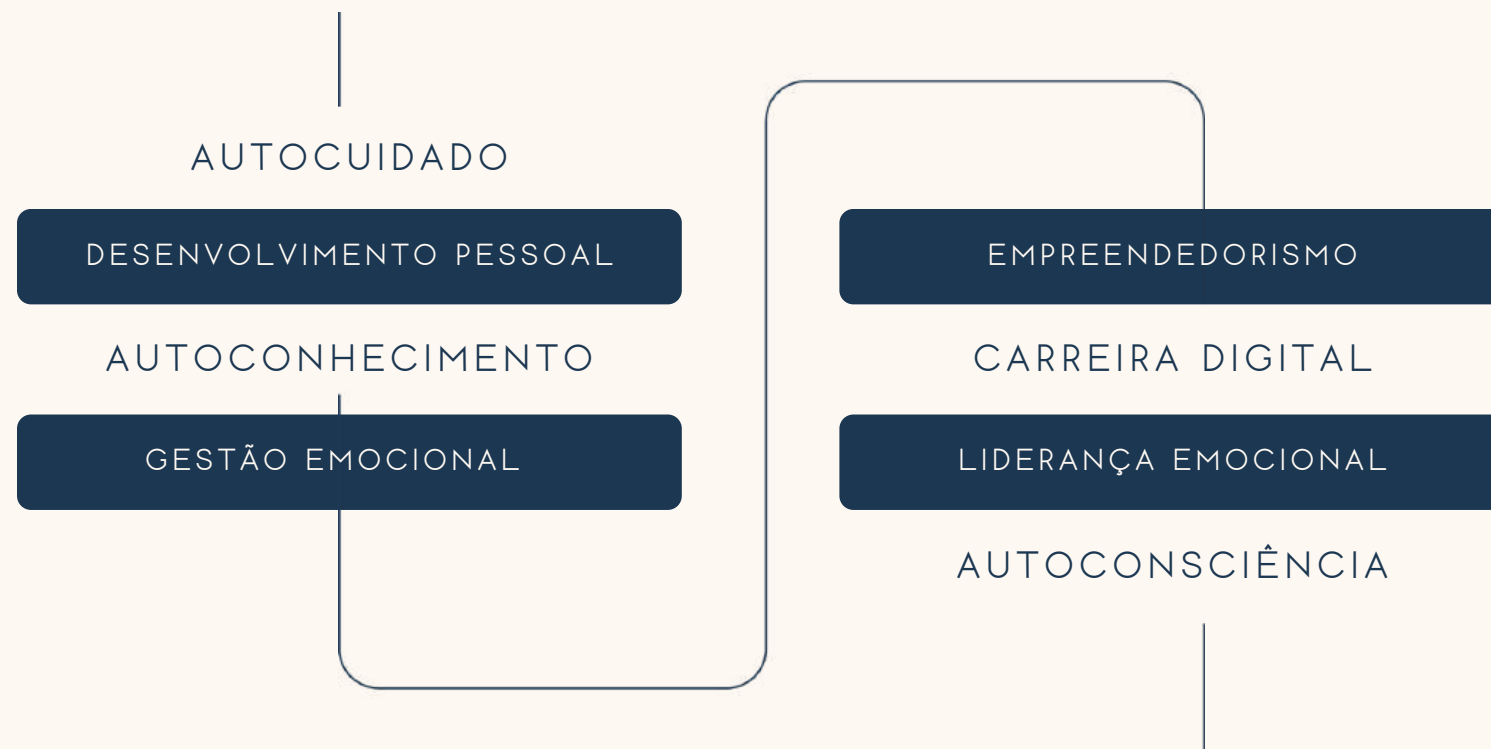 AUTOCUIDADO
DESENVOLVIMENTO PESSOAL
AUTOCONHECIMENTO
GESTÃO EMOCIONAL
EMPREENDEDORISMO
CARREIRA DIGITAL
LIDERANÇA EMOCIONAL
AUTOCONSCIÊNCIA